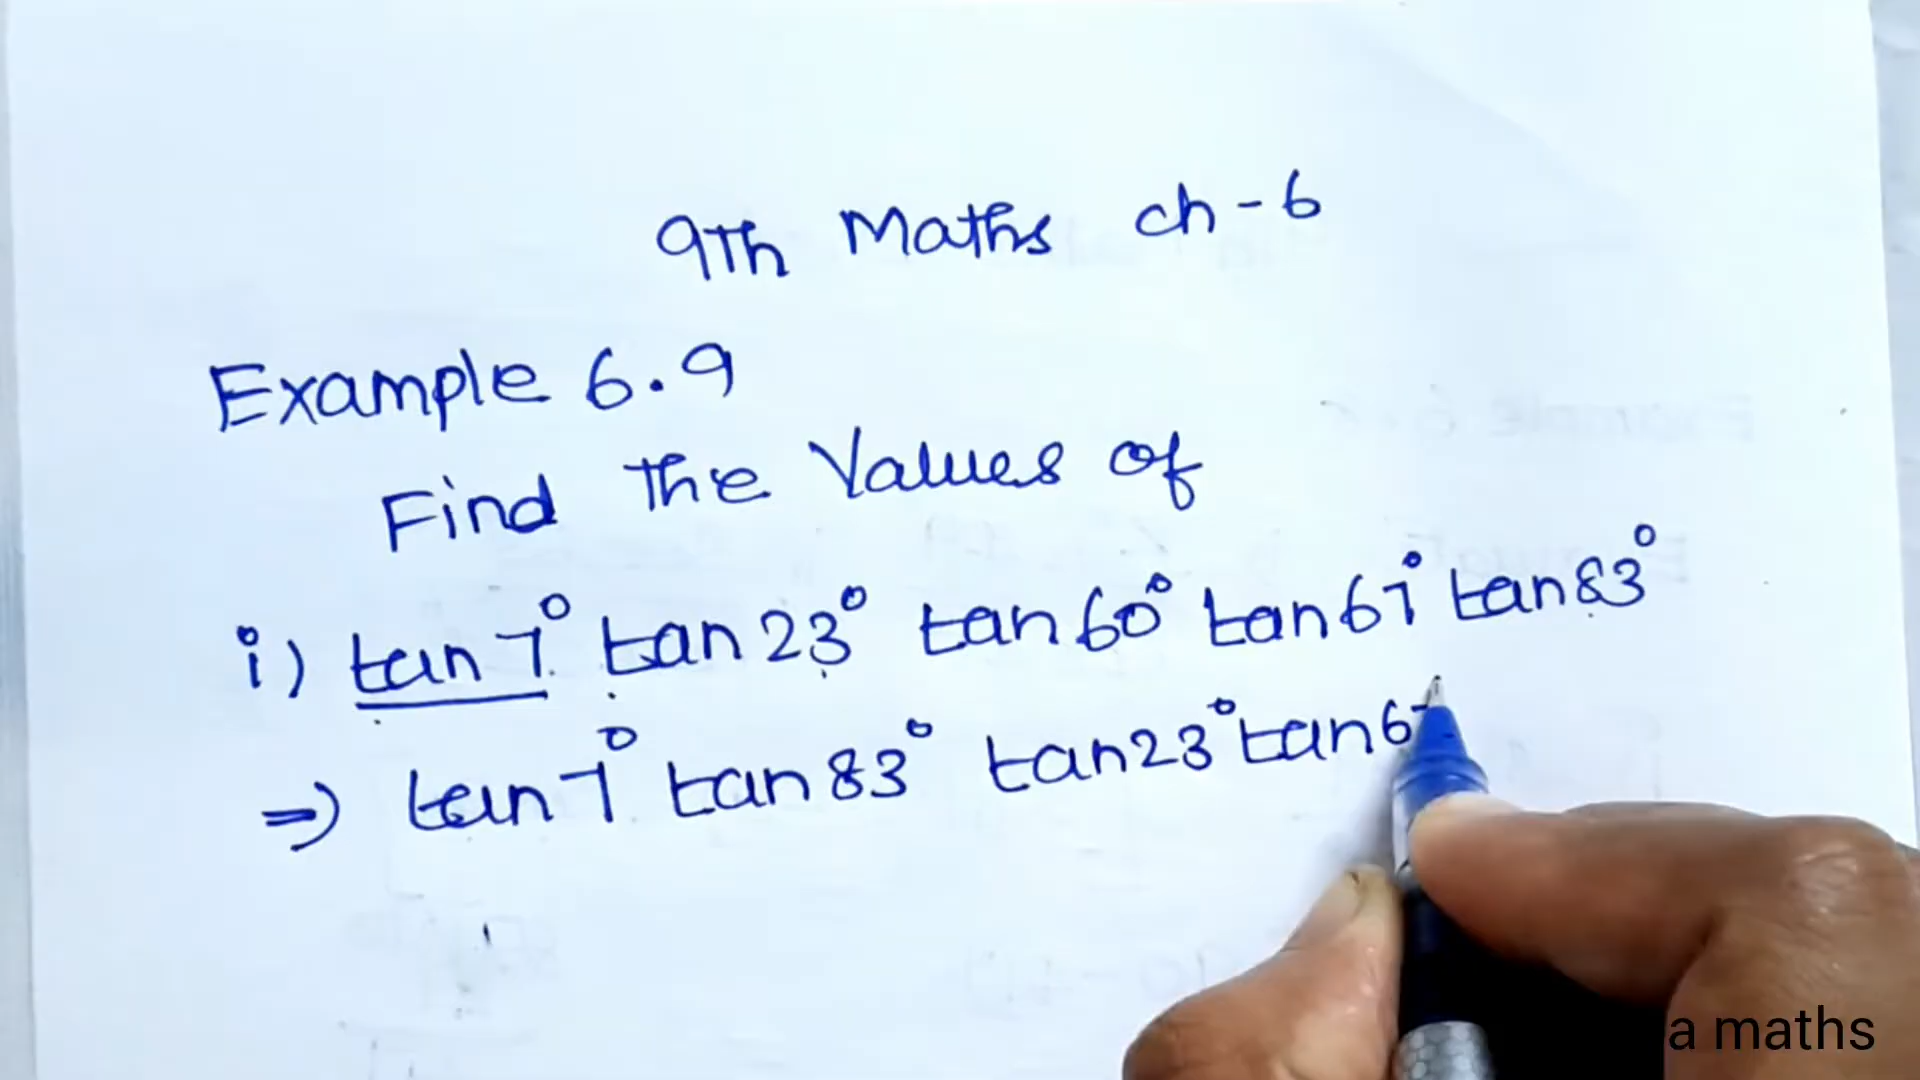 9Th Maths ch-6
Example 6.9
Find The Values of
i) tan 7° tan 23° tan 60° tan 67° tan 83°
⇒ tan 7° tan 83° tan 23° tan 6
a maths